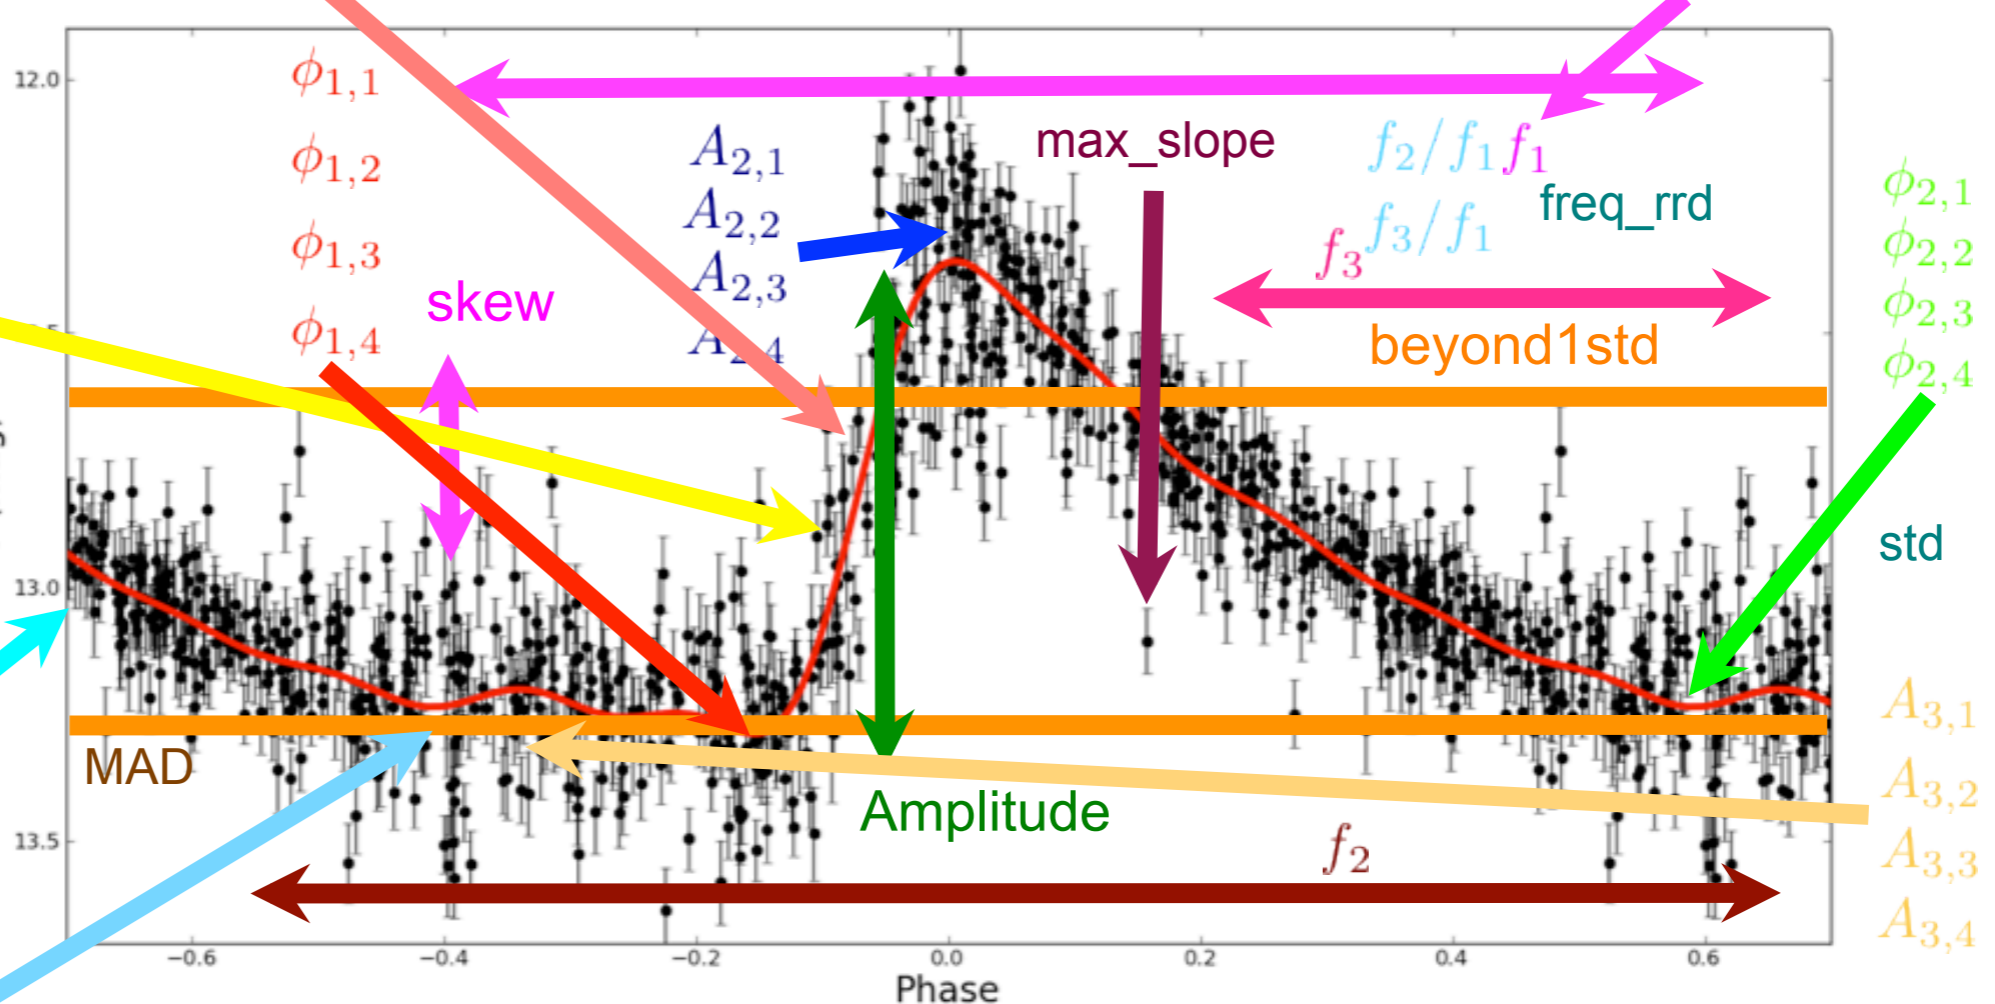 12.0
ϕ1,1
ϕ1,2
ϕ1,3
ϕ1,4
skew
A2,1
A2,2
A2,3
A2,4
max_slope
f2/f1 f1
freq_rrd
f3 f3/f1
beyond1std
ϕ2,1
ϕ2,2
ϕ2,3
ϕ2,4
std
13.0
MAD
Amplitude
f2
A3,1
A3,2
A3,3
A3,4
13.5
−0.6 −0.4 −0.2 0.0 0.2 0.4 0.6
Phase